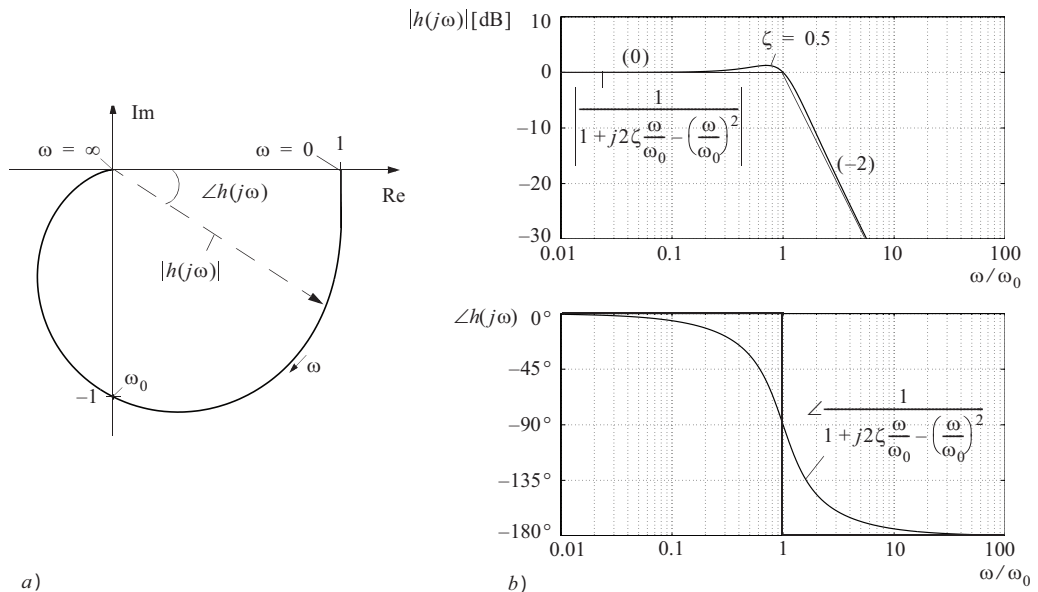 Im
ω = ∞
ω = 0
1
∠h(jω)
Re
|h(jω)|
ω
ω₀
–1
a)
|h(jω)| [dB]
10
0
–10
–20
–30
(0)
ζ = 0.5
|1 / (1 + j2ζ ω/ω₀ – (ω/ω₀)²)|
(–2)
0.01 0.1 1 10 100
ω/ω₀
∠h(jω)
0°
–45°
–90°
–135°
–180°
∠ 1 / (1 + j2ζ ω/ω₀ – (ω/ω₀)²)
0.01 0.1 1 10 100
ω/ω₀
b)